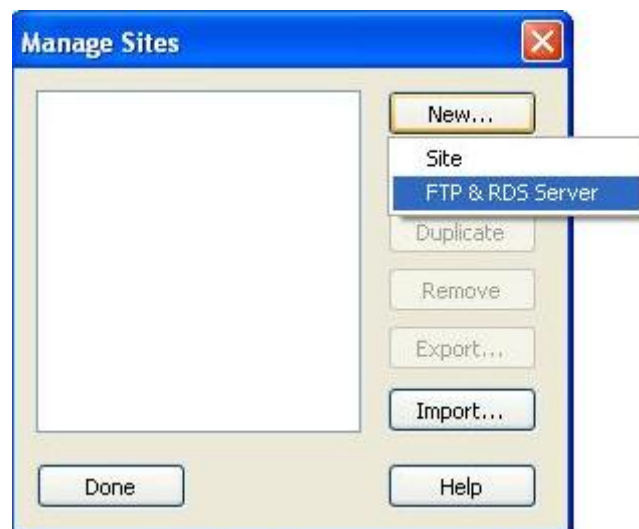 Manage Sites
New...
Site
FTP & RDS Server
Duplicate
Remove
Export...
Import...
Done
Help